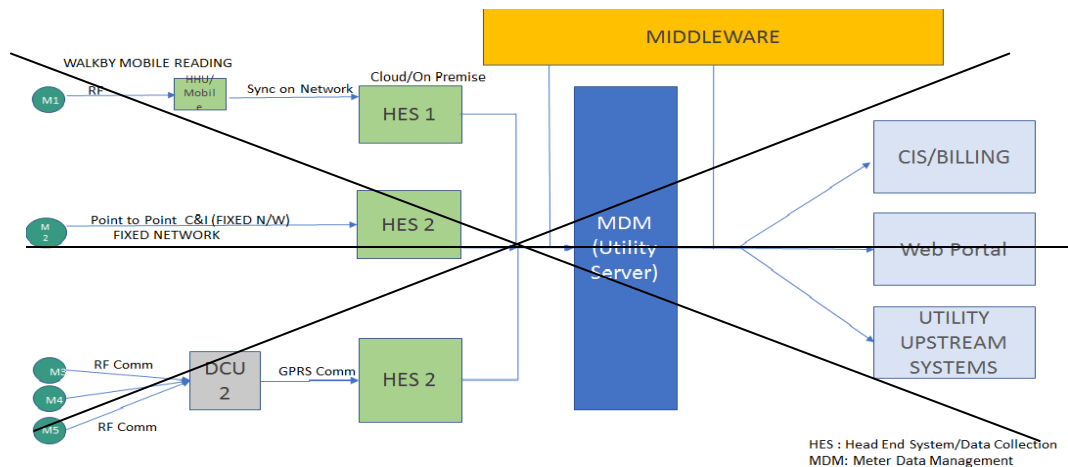 MIDDLEWARE
WALKBY MOBILE READING
M1
RF
HHU/
Mobil
e
Sync on Network
Cloud/On Premise
HES 1
M
2
Point to Point C&I (FIXED N/W)
FIXED NETWORK
HES 2
MDM
(Utility
Server)
CIS/BILLING
Web Portal
UTILITY
UPSTREAM
SYSTEMS
M3
M4
M5
RF Comm
RF Comm
DCU
2
GPRS Comm
HES 2
HES : Head End System/Data Collection
MDM: Meter Data Management